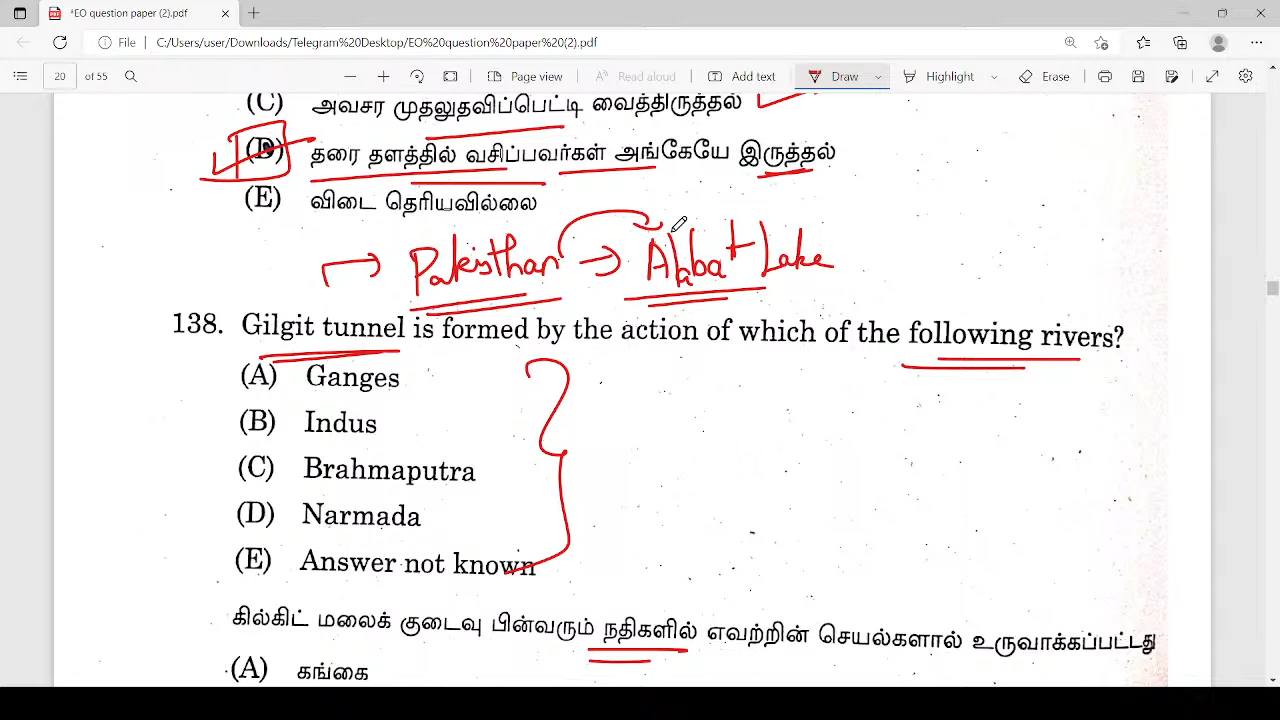 *EO question paper (2).pdf
File C:/Users/user/Downloads/Telegram%20Desktop/EO%20question%20paper%20(2).pdf
20 of 55 Page view Read aloud Add text Draw Highlight Erase
(C) அவசர முதலுதவிப்பெட்டி வைத்திருத்தல்
(D) தரை தளத்தில் வசிப்பவர்கள் அங்கேயே இருத்தல்
(E) விடை தெரியவில்லை
→ Pakisthan → Lake
138. Gilgit tunnel is formed by the action of which of the following rivers?
(A) Ganges
(B) Indus
(C) Brahmaputra
(D) Narmada
(E) Answer not known
கில்கிட் மலைக் குடைவு பின்வரும் நதிகளில் எவற்றின் செயல்களால் உருவாக்கப்பட்டது
(A) கங்கை